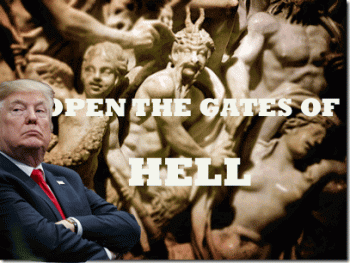 OPEN THE GATES OF
HELL